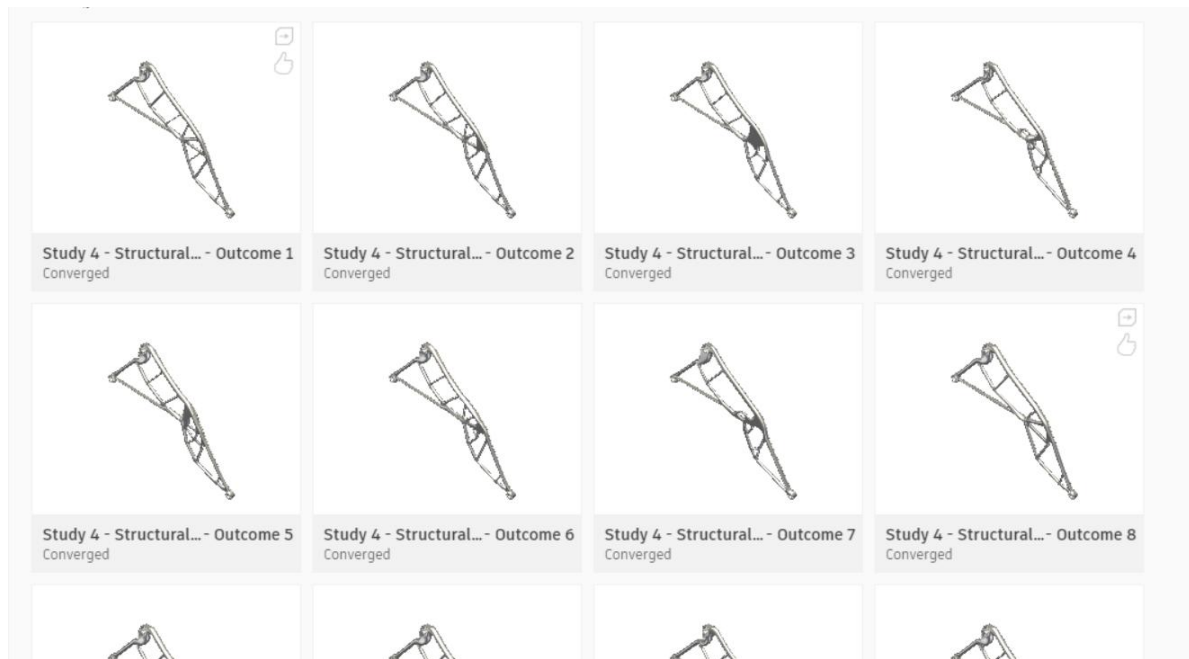 Study 4 - Structural... - Outcome 1
Converged
Study 4 - Structural... - Outcome 2
Converged
Study 4 - Structural... - Outcome 3
Converged
Study 4 - Structural... - Outcome 4
Converged
Study 4 - Structural... - Outcome 5
Converged
Study 4 - Structural... - Outcome 6
Converged
Study 4 - Structural... - Outcome 7
Converged
Study 4 - Structural... - Outcome 8
Converged